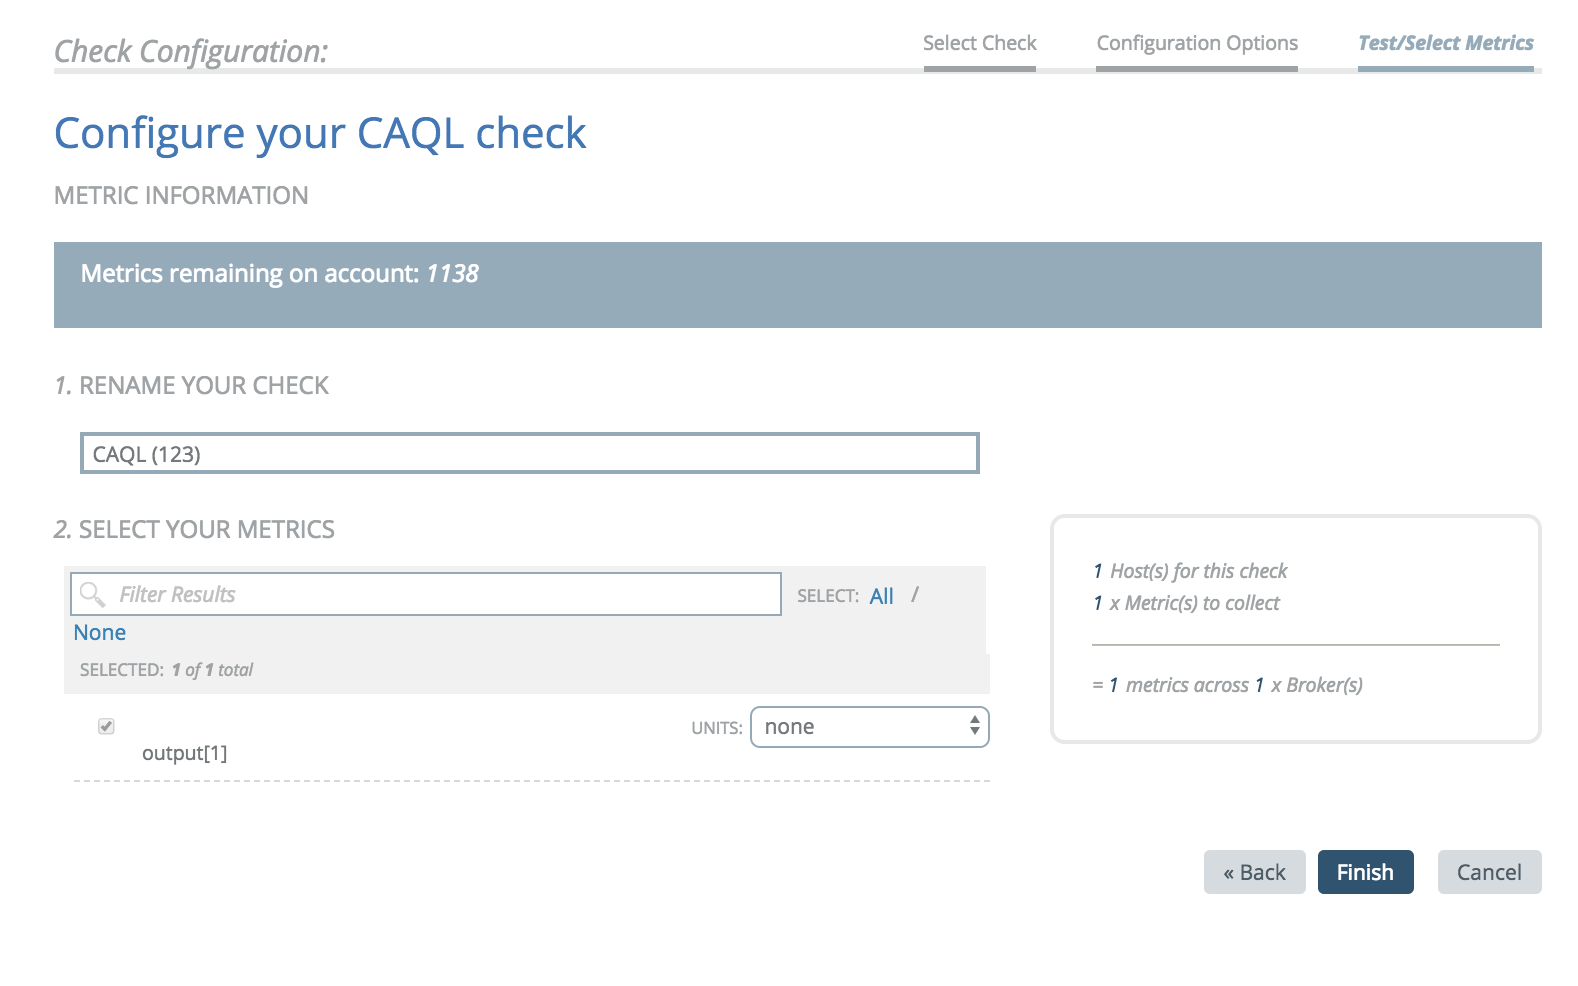 Check Configuration:
Select Check
Configuration Options
Test/Select Metrics
Configure your CAQL check
METRIC INFORMATION
Metrics remaining on account: 1138
1. RENAME YOUR CHECK
CAQL (123)
2. SELECT YOUR METRICS
Filter Results
SELECT: All /
None
SELECTED: 1 of 1 total
UNITS: none
output[1]
1 Host(s) for this check
1 x Metric(s) to collect
= 1 metrics across 1 x Broker(s)
« Back
Finish
Cancel